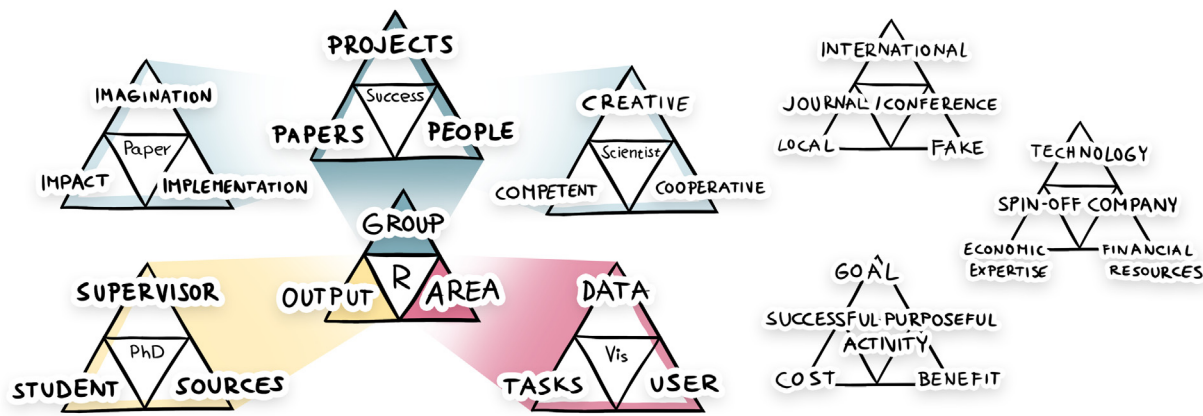 PROJECTS
Success
PAPERS
PEOPLE
IMAGINATION
Paper
IMPACT
IMPLEMENTATION
CREATIVE
Scientist
COMPETENT
COOPERATIVE
GROUP
R
OUTPUT
AREA
SUPERVISOR
PhD
STUDENT
SOURCES
DATA
Vis
TASKS
USER
INTERNATIONAL
JOURNAL/CONFERENCE
LOCAL
FAKE
TECHNOLOGY
SPIN-OFF COMPANY
ECONOMIC
EXPERTISE
FINANCIAL
RESOURCES
GOAL
SUCCESSFUL PURPOSEFUL
ACTIVITY
COST
BENEFIT